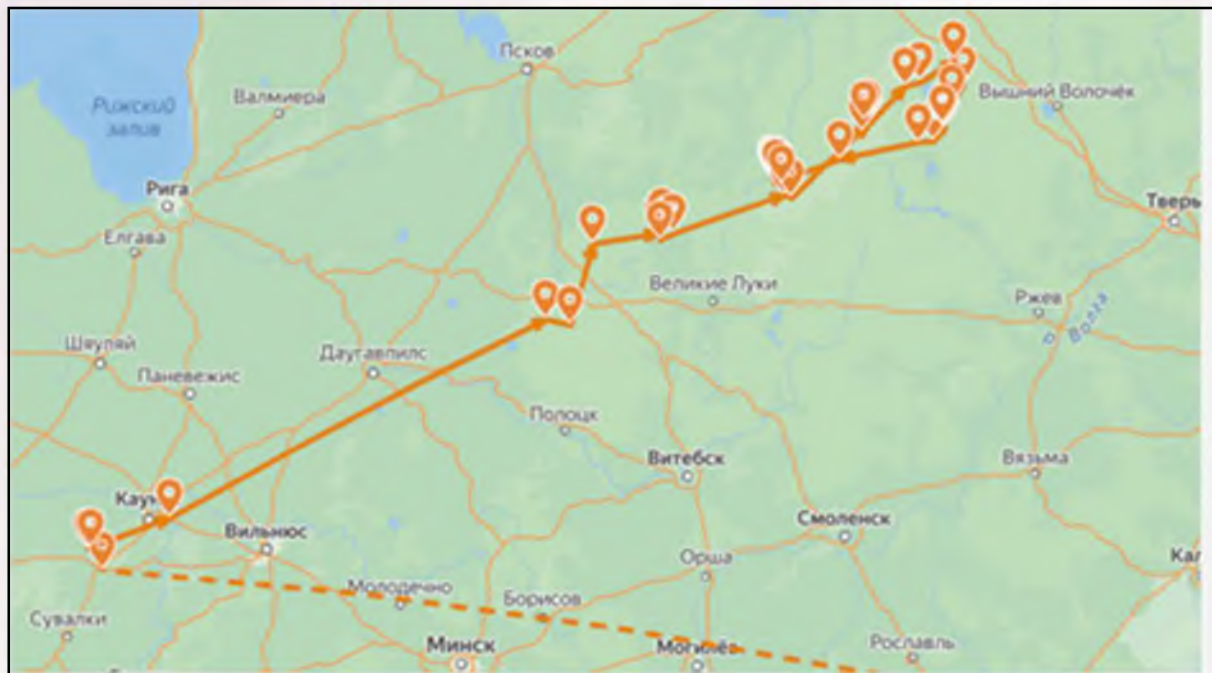 Псков
Валмиера
Вышний Волочёк
Рижский
залив
Рига
Тверь
Елгава
Великие Луки
Ржев
Волга
Шяуляй
Даугавпилс
Паневежис
Полоцк
Витебск
Вязьма
Каун
Смоленск
Вильнюс
Орша
Кал
Молодечно
Борисов
Сувалки
Минск
Могилёв
Рославль